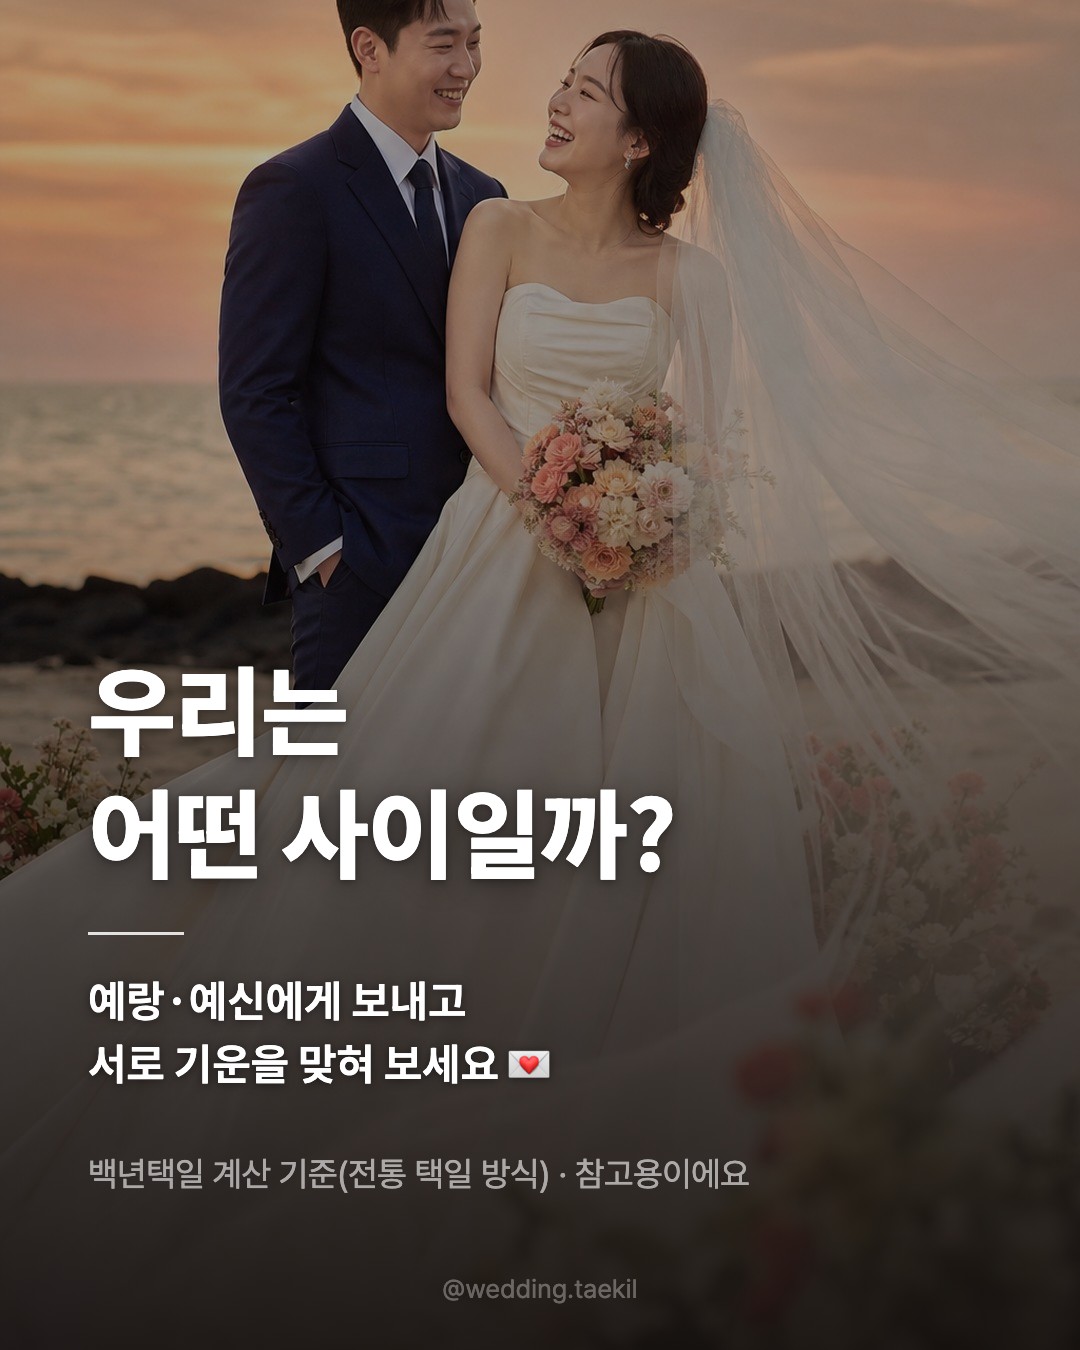 우리는
어떤 사이일까?
예랑·예신에게 보내고
서로 기운을 맞혀 보세요 💌
백년택일 계산 기준(전통 택일 방식) · 참고용이에요
@wedding.taekil